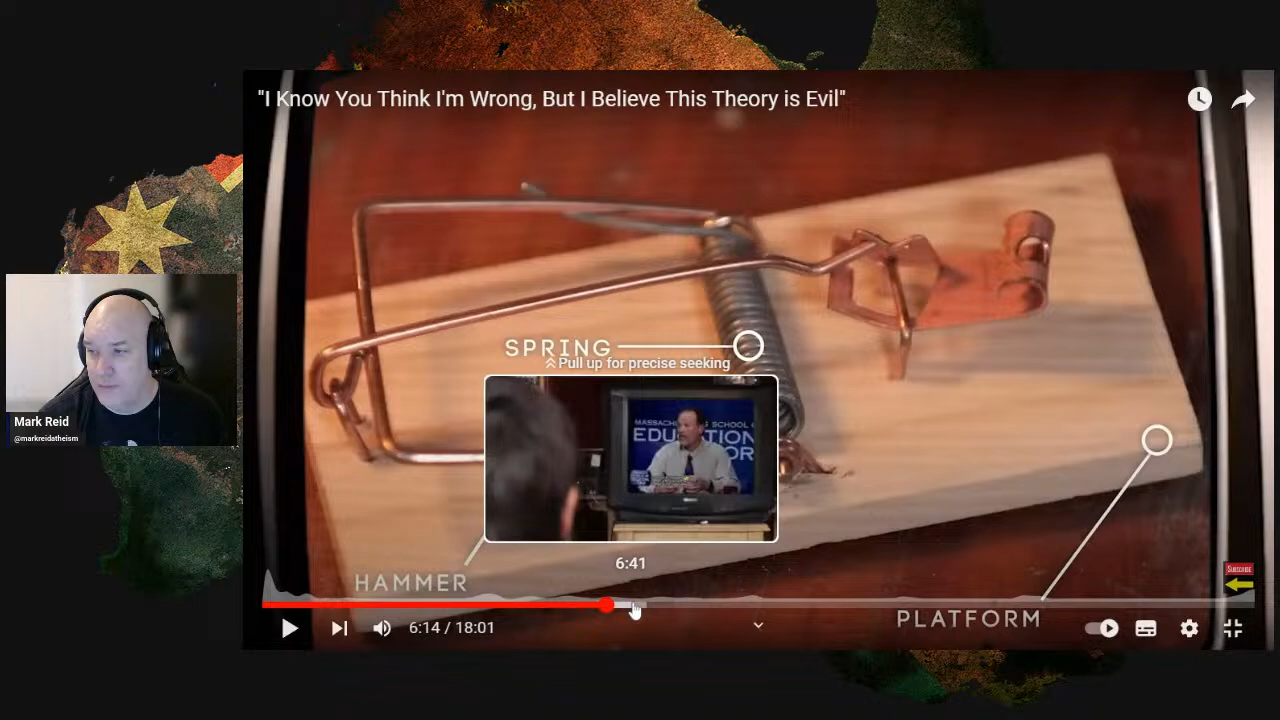 "I Know You Think I'm Wrong, But I Believe This Theory is Evil"
SPRING
Pull up for precise seeking
EDUCATION
Mark Reid
@markreidatheism
6:41
HAMMER
SUBSCRIBE
PLATFORM
6:14 / 18:01